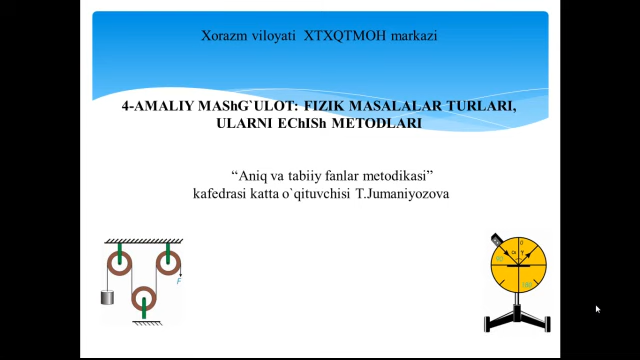 Xorazm viloyati XTXQTMOH markazi
4-AMALIY MAShG`ULOT: FIZIK MASALALAR TURLARI,
ULARNI EChISh METODLARI
“Aniq va tabiiy fanlar metodikasi”
kafedrasi katta o`qituvchisi T.Jumaniyozova
F
0